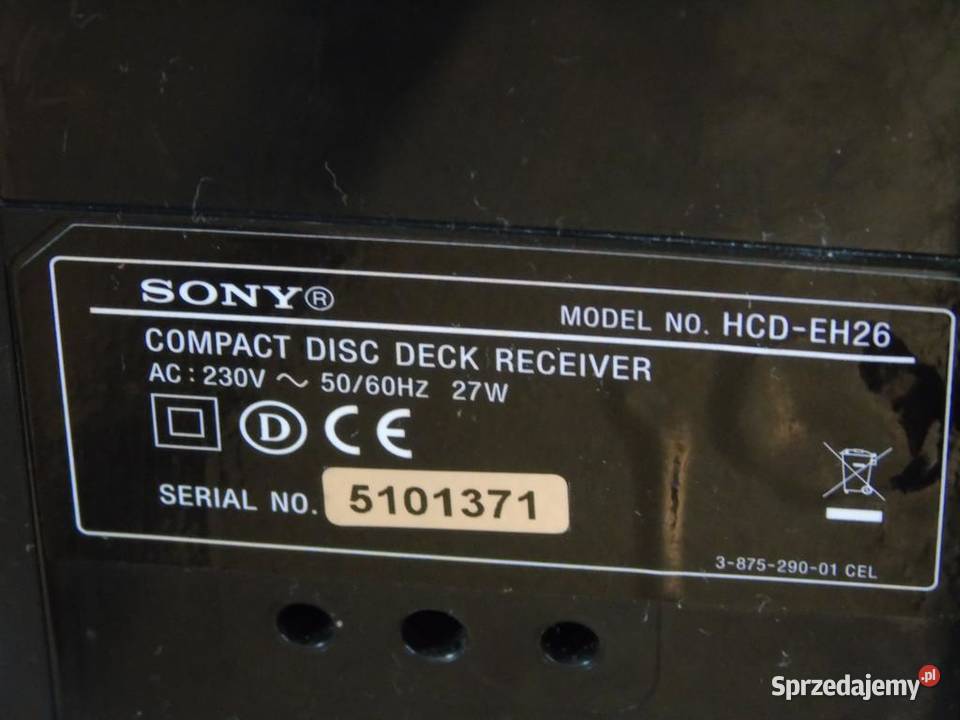 SONY®
MODEL NO. HCD-EH26
COMPACT DISC DECK RECEIVER
AC : 230V ~ 50/60Hz 27W
D CE
SERIAL NO. 5101371
3-875-290-01 CEL
Sprzedajemy.pl